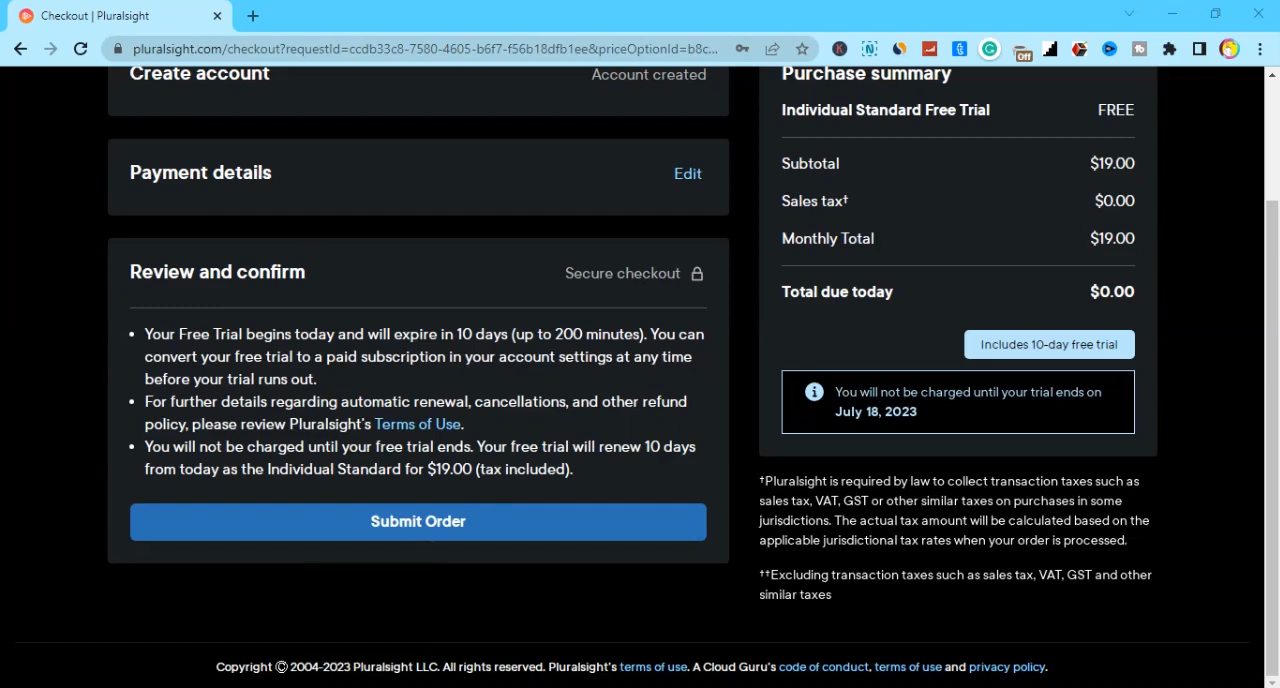 Checkout | Pluralsight
pluralsight.com/checkout?requestId=ccdb33c8-7580-4605-b6f7-f56b18dfb1ee&priceOptionId=b8c...
Off
Create account
Account created
Payment details
Edit
Review and confirm
Secure checkout
• Your Free Trial begins today and will expire in 10 days (up to 200 minutes). You can
convert your free trial to a paid subscription in your account settings at any time
before your trial runs out.
• For further details regarding automatic renewal, cancellations, and other refund
policy, please review Pluralsight's Terms of Use.
• You will not be charged until your free trial ends. Your free trial will renew 10 days
from today as the Individual Standard for $19.00 (tax included).
Submit Order
Purchase summary
Individual Standard Free Trial FREE
Subtotal $19.00
Sales tax† $0.00
Monthly Total $19.00
Total due today $0.00
Includes 10-day free trial
You will not be charged until your trial ends on
July 18, 2023
†Pluralsight is required by law to collect transaction taxes such as
sales tax, VAT, GST or other similar taxes on purchases in some
jurisdictions. The actual tax amount will be calculated based on the
applicable jurisdictional tax rates when your order is processed.
††Excluding transaction taxes such as sales tax, VAT, GST and other
similar taxes
Copyright © 2004-2023 Pluralsight LLC. All rights reserved. Pluralsight's terms of use. A Cloud Guru's code of conduct, terms of use and privacy policy.